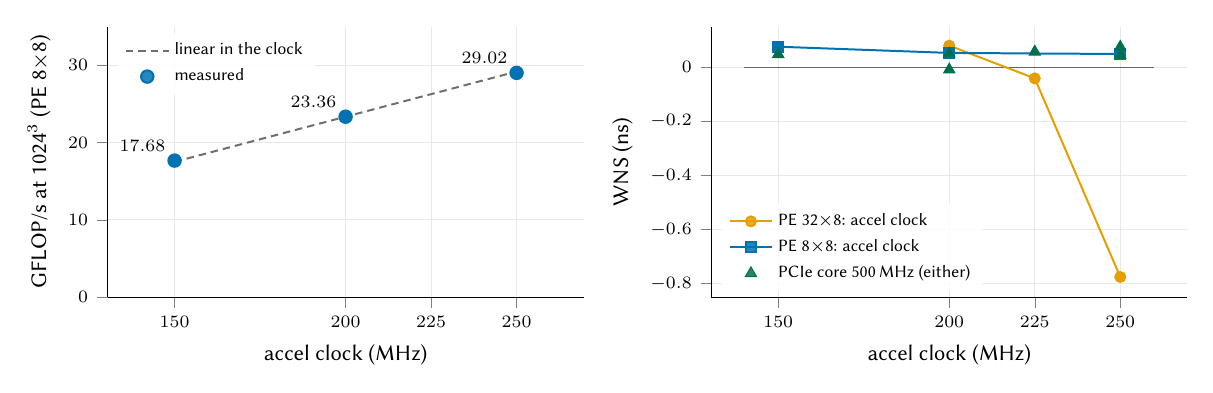 GFLOP/s at 1024³ (PE 8×8)
30
20
10
0
linear in the clock
measured
17.68
23.36
29.02
150
200
225
250
accel clock (MHz)
WNS (ns)
0
−0.2
−0.4
−0.6
−0.8
PE 32×8: accel clock
PE 8×8: accel clock
PCIe core 500 MHz (either)
150
200
225
250
accel clock (MHz)